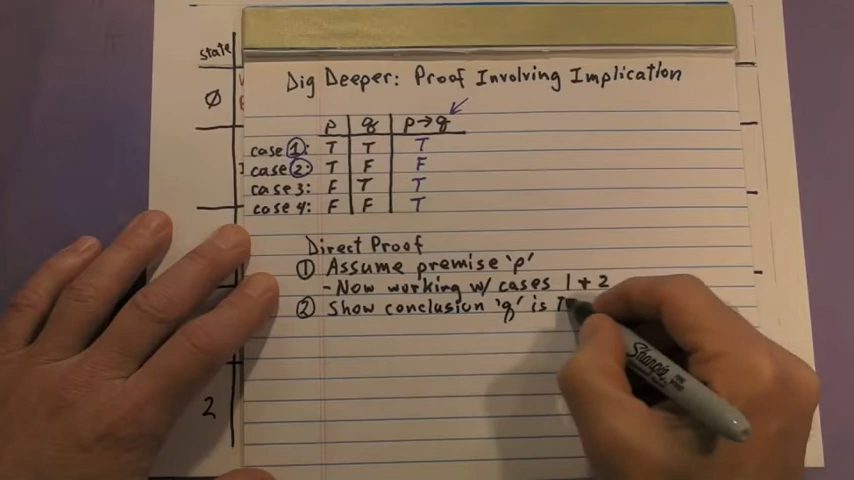 state
Dig Deeper: Proof Involving Implication
Ø
p q p→q
case 1: T T T
case 2: T F F
case 3: F T T
case 4: F F T
Direct Proof
① Assume premise 'p'
- Now working w/ cases 1 + 2
② Show conclusion 'q' is T
2
Sharpie